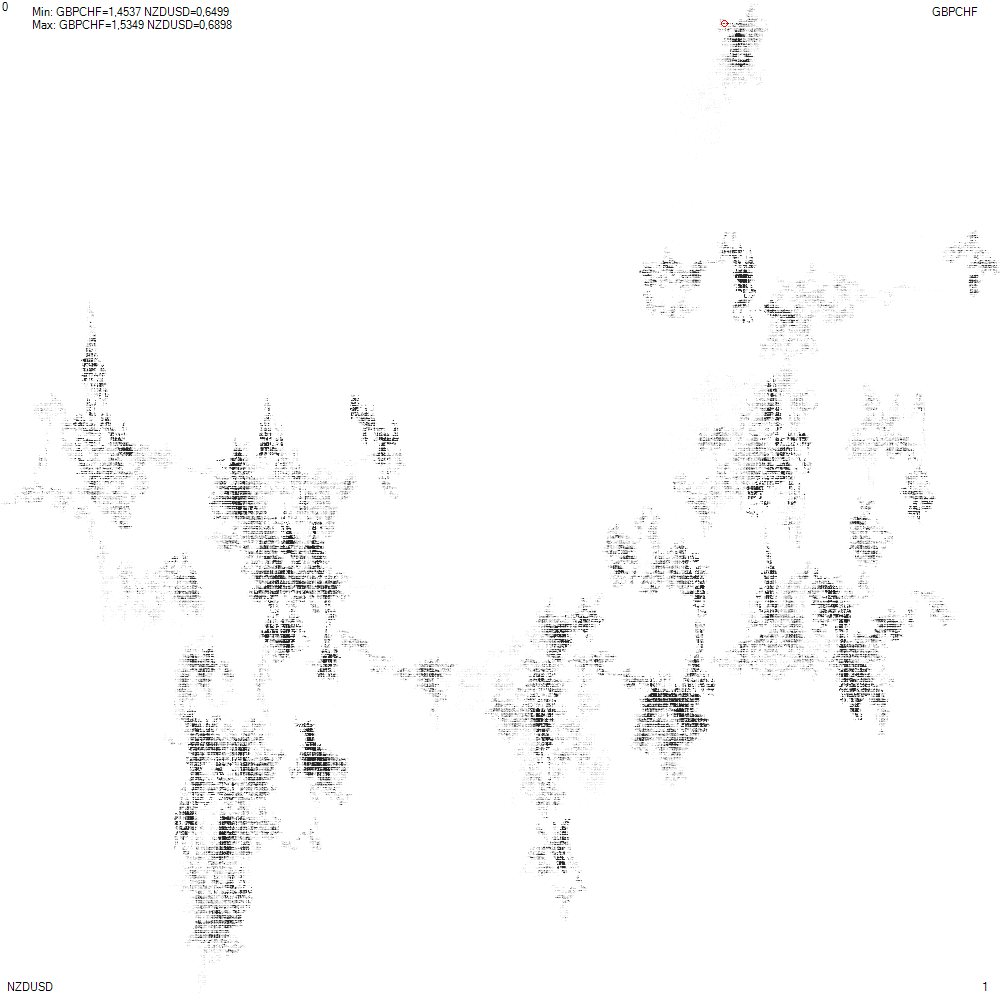 0
Min: GBPCHF=1,4537 NZDUSD=0,6499
Max: GBPCHF=1,5349 NZDUSD=0,6898
GBPCHF
NZDUSD
1